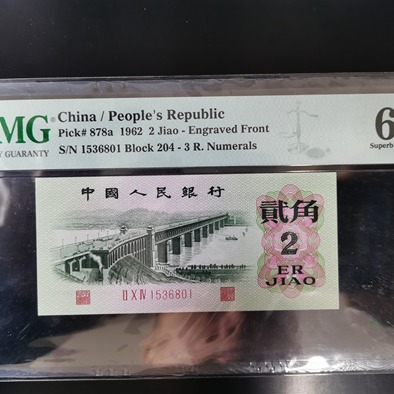 MG China / People's Republic
Pick# 878a 1962 2 Jiao - Engraved Front
Y GUARANTY S/N 1536801 Block 204 - 3 R. Numerals
6
Superb
中國人民銀行
貳角
2
ER
JIAO
II X IV 1536801